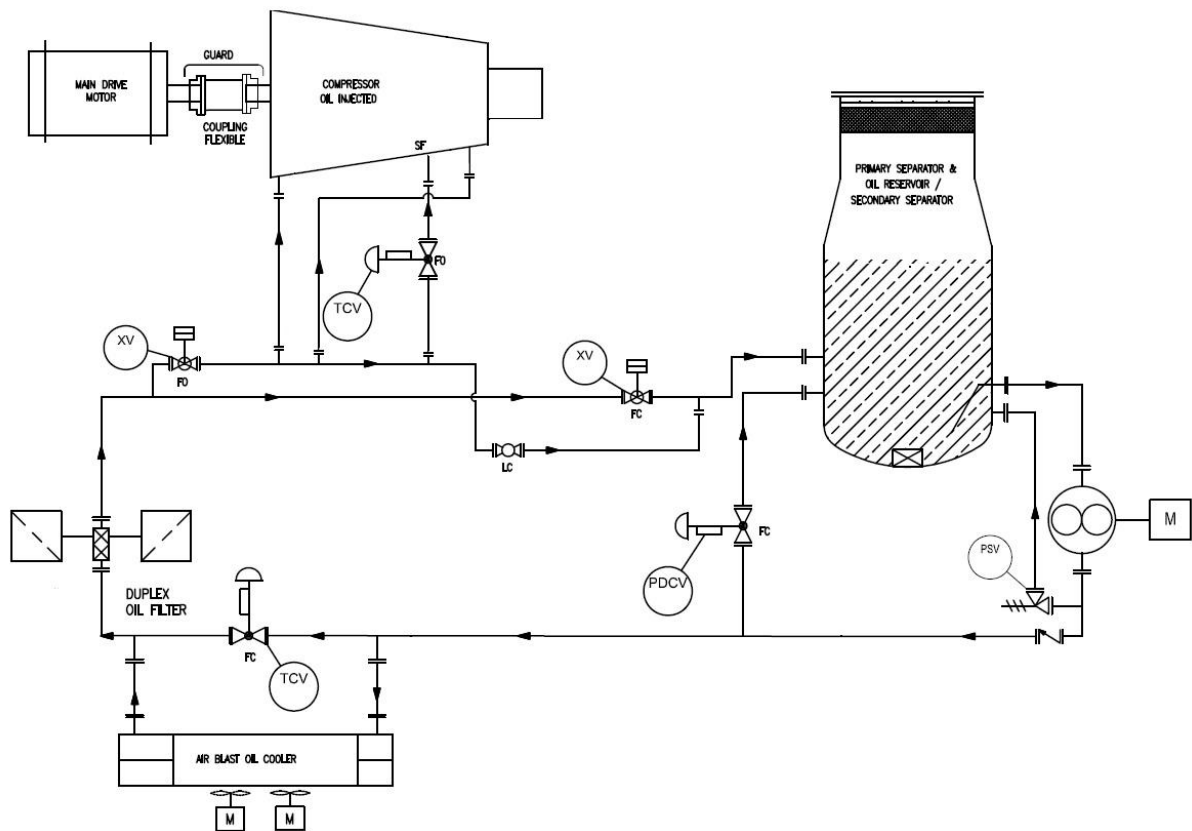 GUARD
MAIN DRIVE
MOTOR
COUPLING
FLEXIBLE
COMPRESSOR
OIL INJECTED
SF
PRIMARY SEPARATOR &
OIL RESERVOIR /
SECONDARY SEPARATOR
FO
TCV
XV
FO
XV
FC
LC
FC
PDCV
PSV
M
DUPLEX
OIL FILTER
FC
TCV
AIR BLAST OIL COOLER
M
M